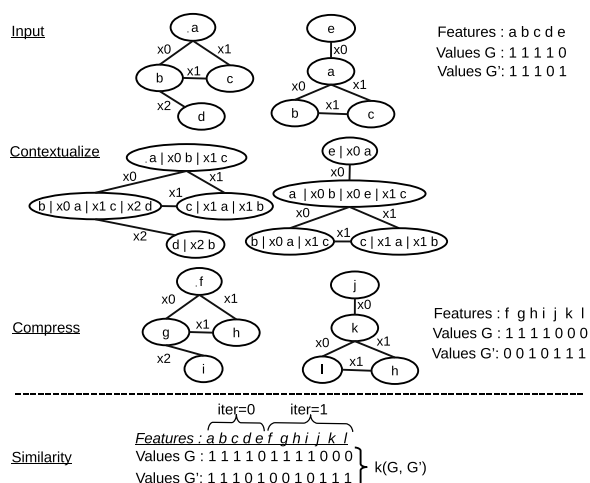 Input
a
e
Features : a b c d e
Values G : 1 1 1 1 0
Values G': 1 1 1 0 1
x0
x1
x0
b
x1
c
a
x0
x1
x2
d
b
x1
c
Contextualize
a | x0 b | x1 c
e | x0 a
x0
x1
x0
a | x0 b | x0 e | x1 c
b | x0 a | x1 c | x2 d
x1
c | x1 a | x1 b
x0
x1
x2
d | x2 b
b | x0 a | x1 c
x1
c | x1 a | x1 b
f
j
x0
x1
x0
Features : f g h i j k l
Compress
g
x1
h
k
Values G : 1 1 1 1 0 0 0
x0
x1
Values G': 0 0 1 0 1 1 1
x2
i
l
x1
h
iter=0
iter=1
Features : a b c d e f g h i j k l
Similarity
Values G : 1 1 1 1 0 1 1 1 1 0 0 0
k(G, G')
Values G': 1 1 1 0 1 0 0 1 0 1 1 1